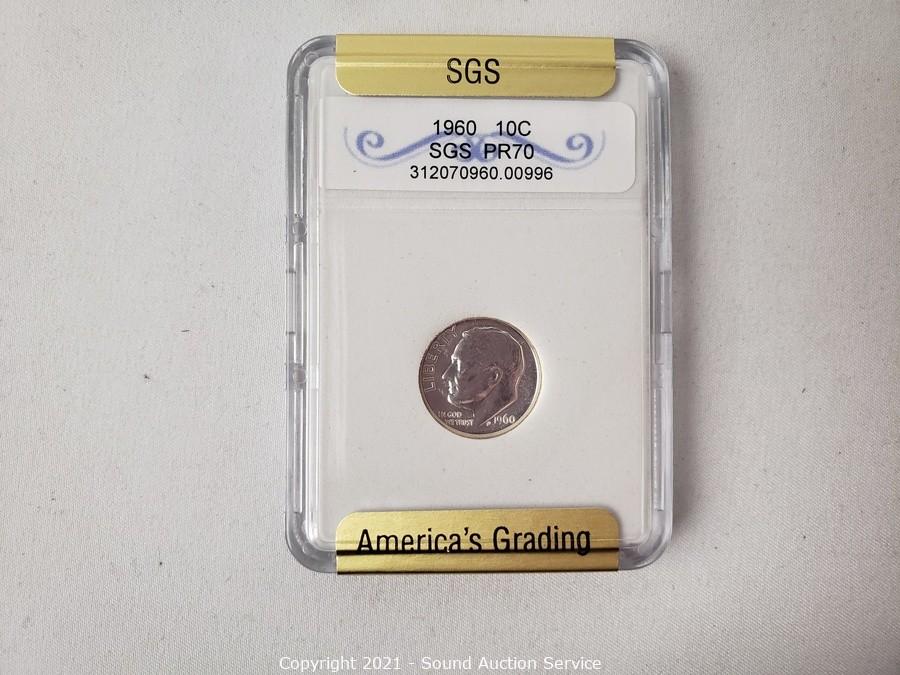 SGS
1960 10C
SGS PR70
312070960.00996
LIBERTY
IN GOD
WE TRUST
1960
America's Grading
Copyright 2021 - Sound Auction Service